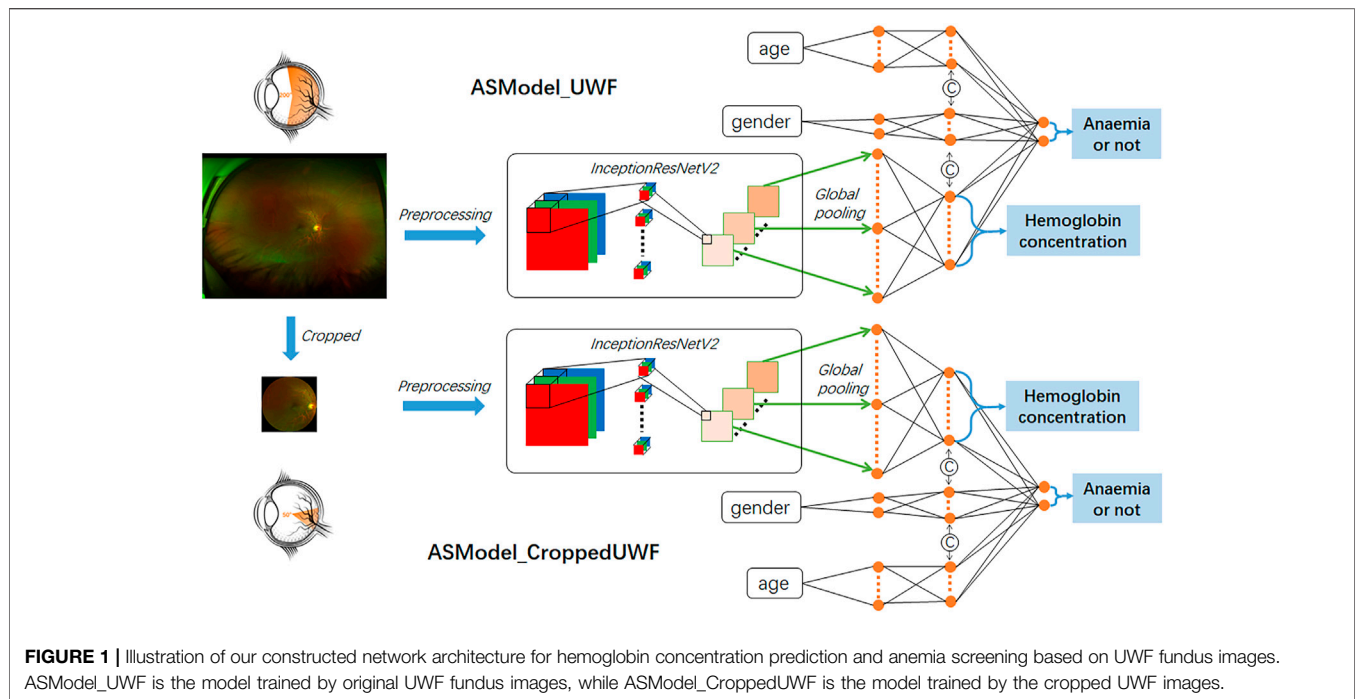 age
200°
ASModel_UWF
C
gender
Anaemia
or not
InceptionResNetV2
C
Preprocessing
Global
pooling
Hemoglobin
concentration
Cropped
InceptionResNetV2
Preprocessing
Global
pooling
Hemoglobin
concentration
C
gender
Anaemia
or not
50°
C
ASModel_CroppedUWF
age
FIGURE 1 | Illustration of our constructed network architecture for hemoglobin concentration prediction and anemia screening based on UWF fundus images.
ASModel_UWF is the model trained by original UWF fundus images, while ASModel_CroppedUWF is the model trained by the cropped UWF images.